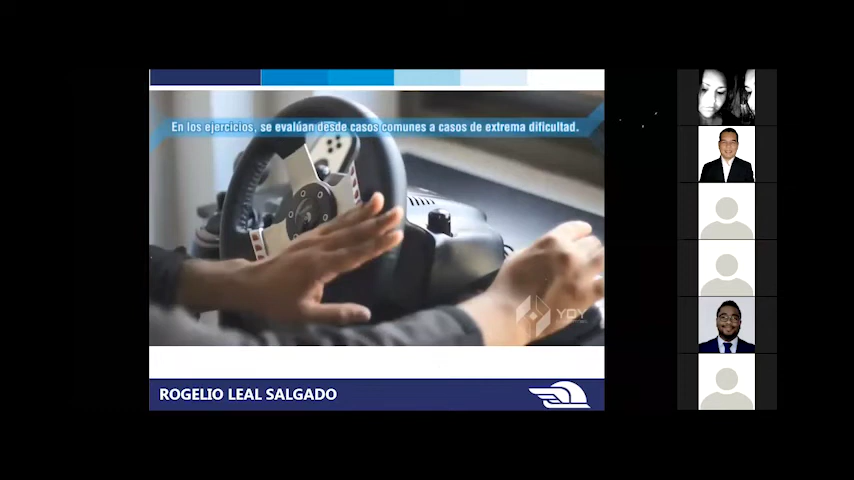 En los ejercicios, se evalúan desde casos comunes a casos de extrema dificultad.
YOY
ROGELIO LEAL SALGADO